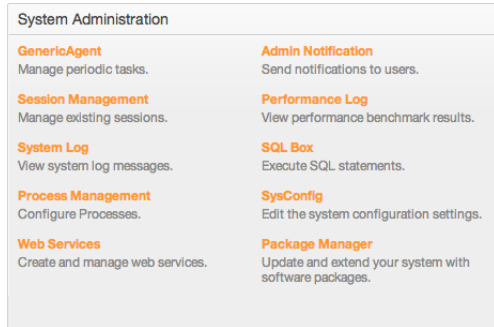 System Administration
GenericAgent
Manage periodic tasks.
Session Management
Manage existing sessions.
System Log
View system log messages.
Process Management
Configure Processes.
Web Services
Create and manage web services.
Admin Notification
Send notifications to users.
Performance Log
View performance benchmark results.
SQL Box
Execute SQL statements.
SysConfig
Edit the system configuration settings.
Package Manager
Update and extend your system with
software packages.